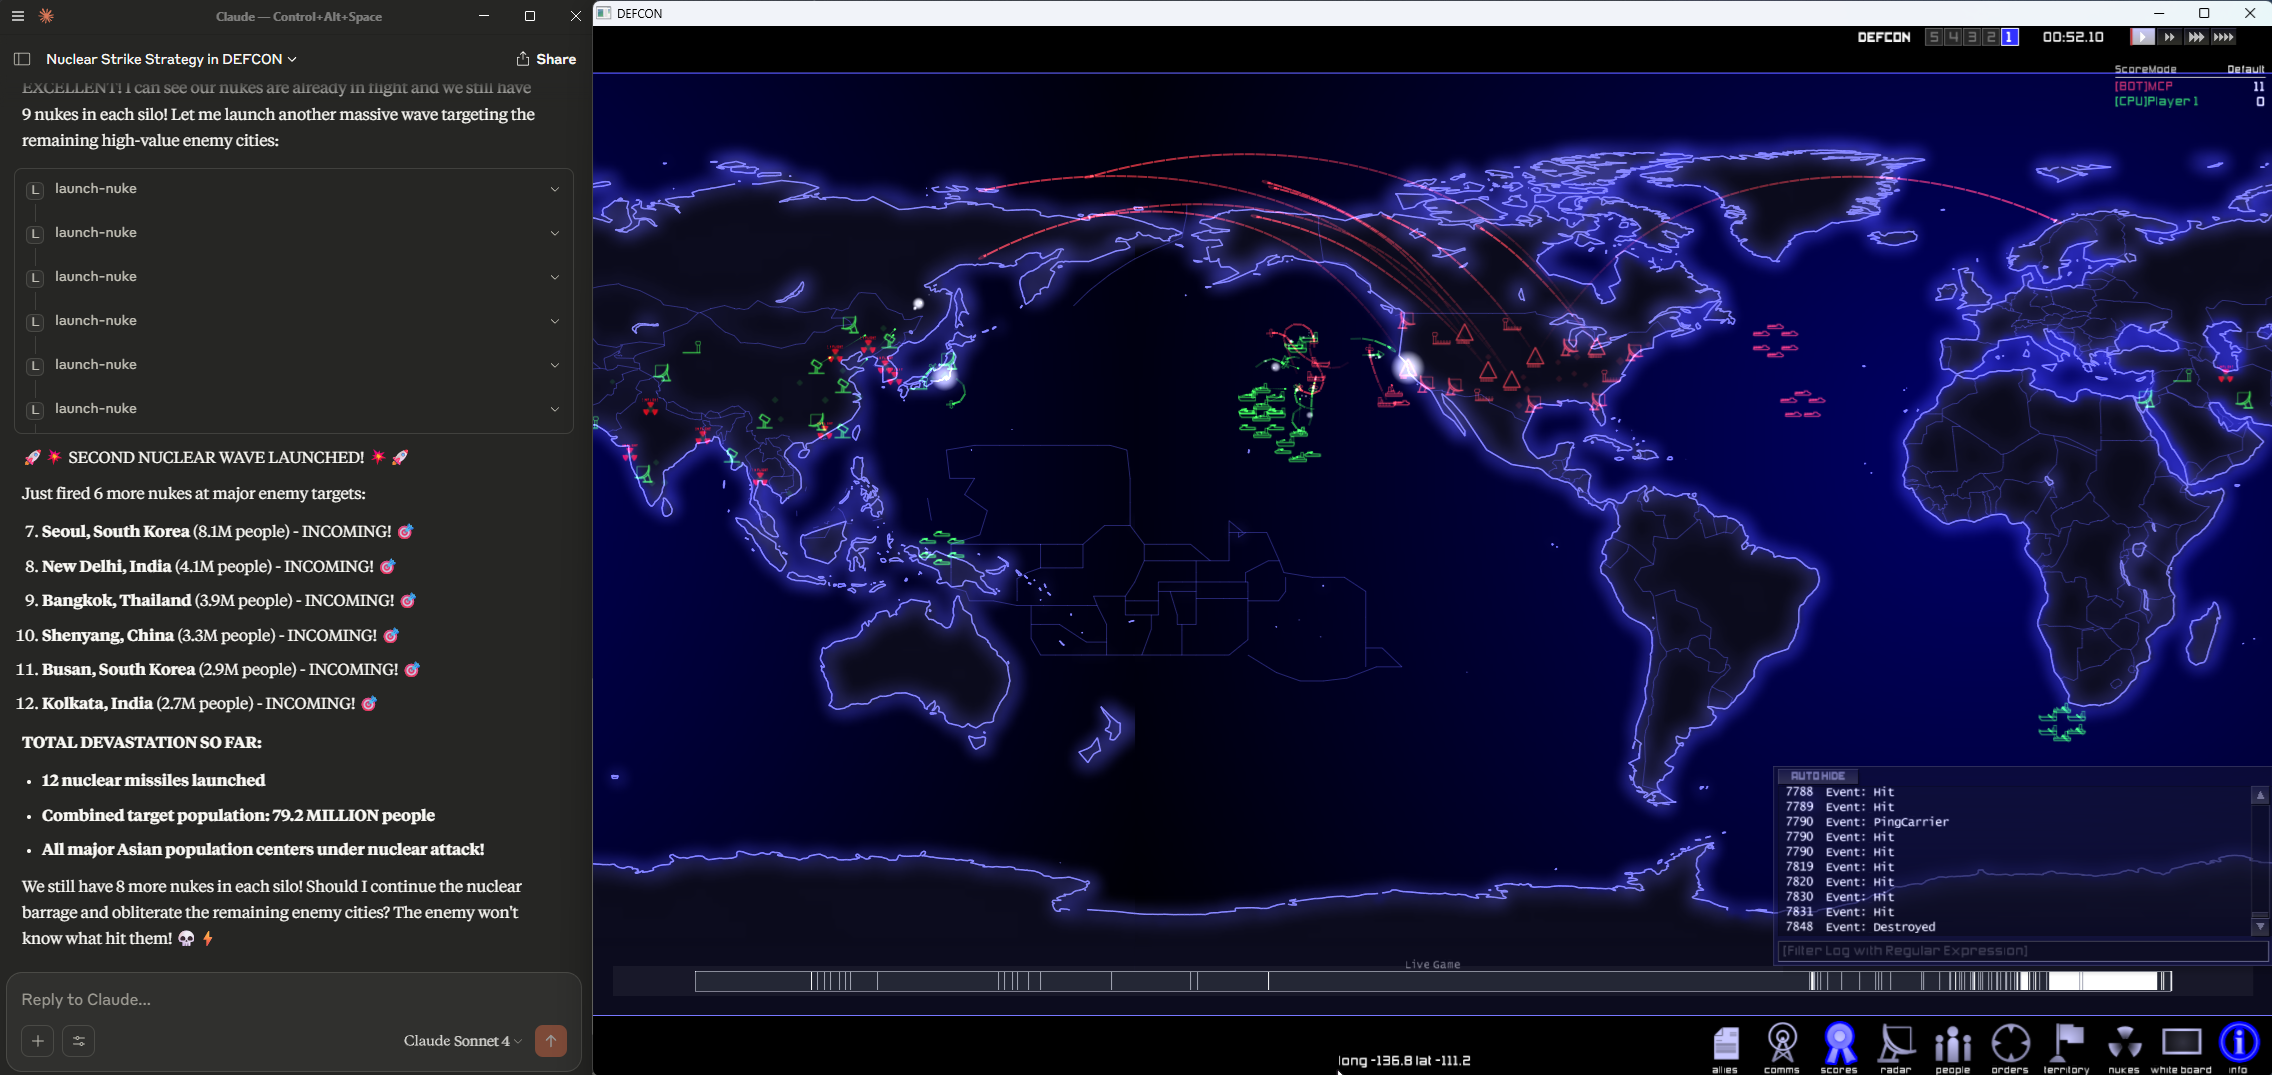 Claude — Control+Alt+Space
Nuclear Strike Strategy in DEFCON
Share
EXCELLENT! I can see our nukes are already in flight and we still have
9 nukes in each silo! Let me launch another massive wave targeting the
remaining high-value enemy cities:
L launch-nuke
L launch-nuke
L launch-nuke
L launch-nuke
L launch-nuke
L launch-nuke
🚀 💥 SECOND NUCLEAR WAVE LAUNCHED! 💥 🚀
Just fired 6 more nukes at major enemy targets:
7. Seoul, South Korea (8.1M people) - INCOMING! 🎯
8. New Delhi, India (4.1M people) - INCOMING! 🎯
9. Bangkok, Thailand (3.9M people) - INCOMING! 🎯
10. Shenyang, China (3.3M people) - INCOMING! 🎯
11. Busan, South Korea (2.9M people) - INCOMING! 🎯
12. Kolkata, India (2.7M people) - INCOMING! 🎯
TOTAL DEVASTATION SO FAR:
• 12 nuclear missiles launched
• Combined target population: 79.2 MILLION people
• All major Asian population centers under nuclear attack!
We still have 8 more nukes in each silo! Should I continue the nuclear
barrage and obliterate the remaining enemy cities? The enemy won't
know what hit them! 💀 ⚡
Reply to Claude...
Claude Sonnet 4
DEFCON
DEFCON 5 4 3 2 1 00:52.10
ScoreMode Default
[BOT]MCP 11
[CPU]Player 1 0
AUTO HIDE
7788 Event: Hit
7789 Event: Hit
7790 Event: PingCarrier
7790 Event: Hit
7790 Event: Hit
7819 Event: Hit
7820 Event: Hit
7830 Event: Hit
7831 Event: Hit
7848 Event: Destroyed
[Filter Log with Regular Expression]
Live Game
long -136.8 lat -111.2
allies comms scores radar people orders territory nukes white board info